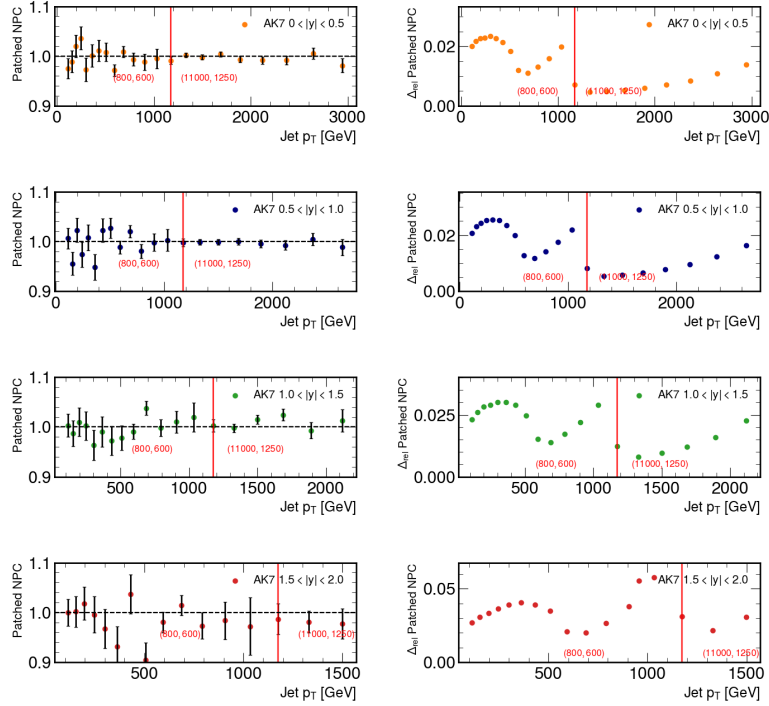 1.1
1.0
0.9
Patched NPC
AK7 0 < |y| < 0.5
(800, 600)
(11000, 1250)
0 1000 2000 3000
Jet p_T [GeV]
0.02
0.00
Δ_rel Patched NPC
AK7 0 < |y| < 0.5
(800, 600)
(11000, 1250)
0 1000 2000 3000
Jet p_T [GeV]
1.1
1.0
0.9
Patched NPC
AK7 0.5 < |y| < 1.0
(800, 600)
(11000, 1250)
0 1000 2000
Jet p_T [GeV]
0.02
0.00
Δ_rel Patched NPC
AK7 0.5 < |y| < 1.0
(800, 600)
(11000, 1250)
0 1000 2000
Jet p_T [GeV]
1.1
1.0
0.9
Patched NPC
AK7 1.0 < |y| < 1.5
(800, 600)
(11000, 1250)
500 1000 1500 2000
Jet p_T [GeV]
0.025
0.000
Δ_rel Patched NPC
AK7 1.0 < |y| < 1.5
(800, 600)
(11000, 1250)
500 1000 1500 2000
Jet p_T [GeV]
1.1
1.0
0.9
Patched NPC
AK7 1.5 < |y| < 2.0
(800, 600)
(11000, 1250)
500 1000 1500
Jet p_T [GeV]
0.05
0.00
Δ_rel Patched NPC
AK7 1.5 < |y| < 2.0
(800, 600)
(11000, 1250)
500 1000 1500
Jet p_T [GeV]